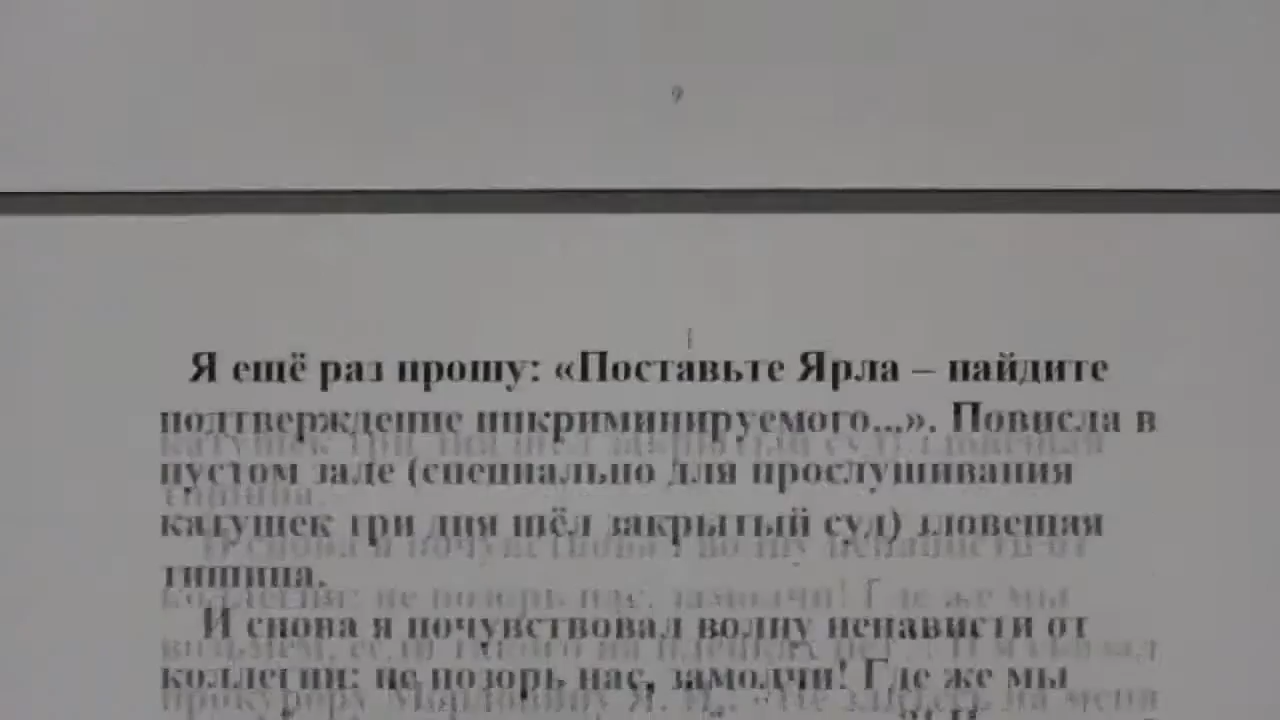 9
Я ещё раз прошу: «Поставьте Ярла – найдите
подтверждение инкриминируемого...». Повисла в
пустом зале (специально для прослушивания
катушек три дня шёл закрытый суд) зловещая
тишина.
И снова я почувствовал волну ненависти от
коллегии: не позорь нас, замолчи! Где же мы